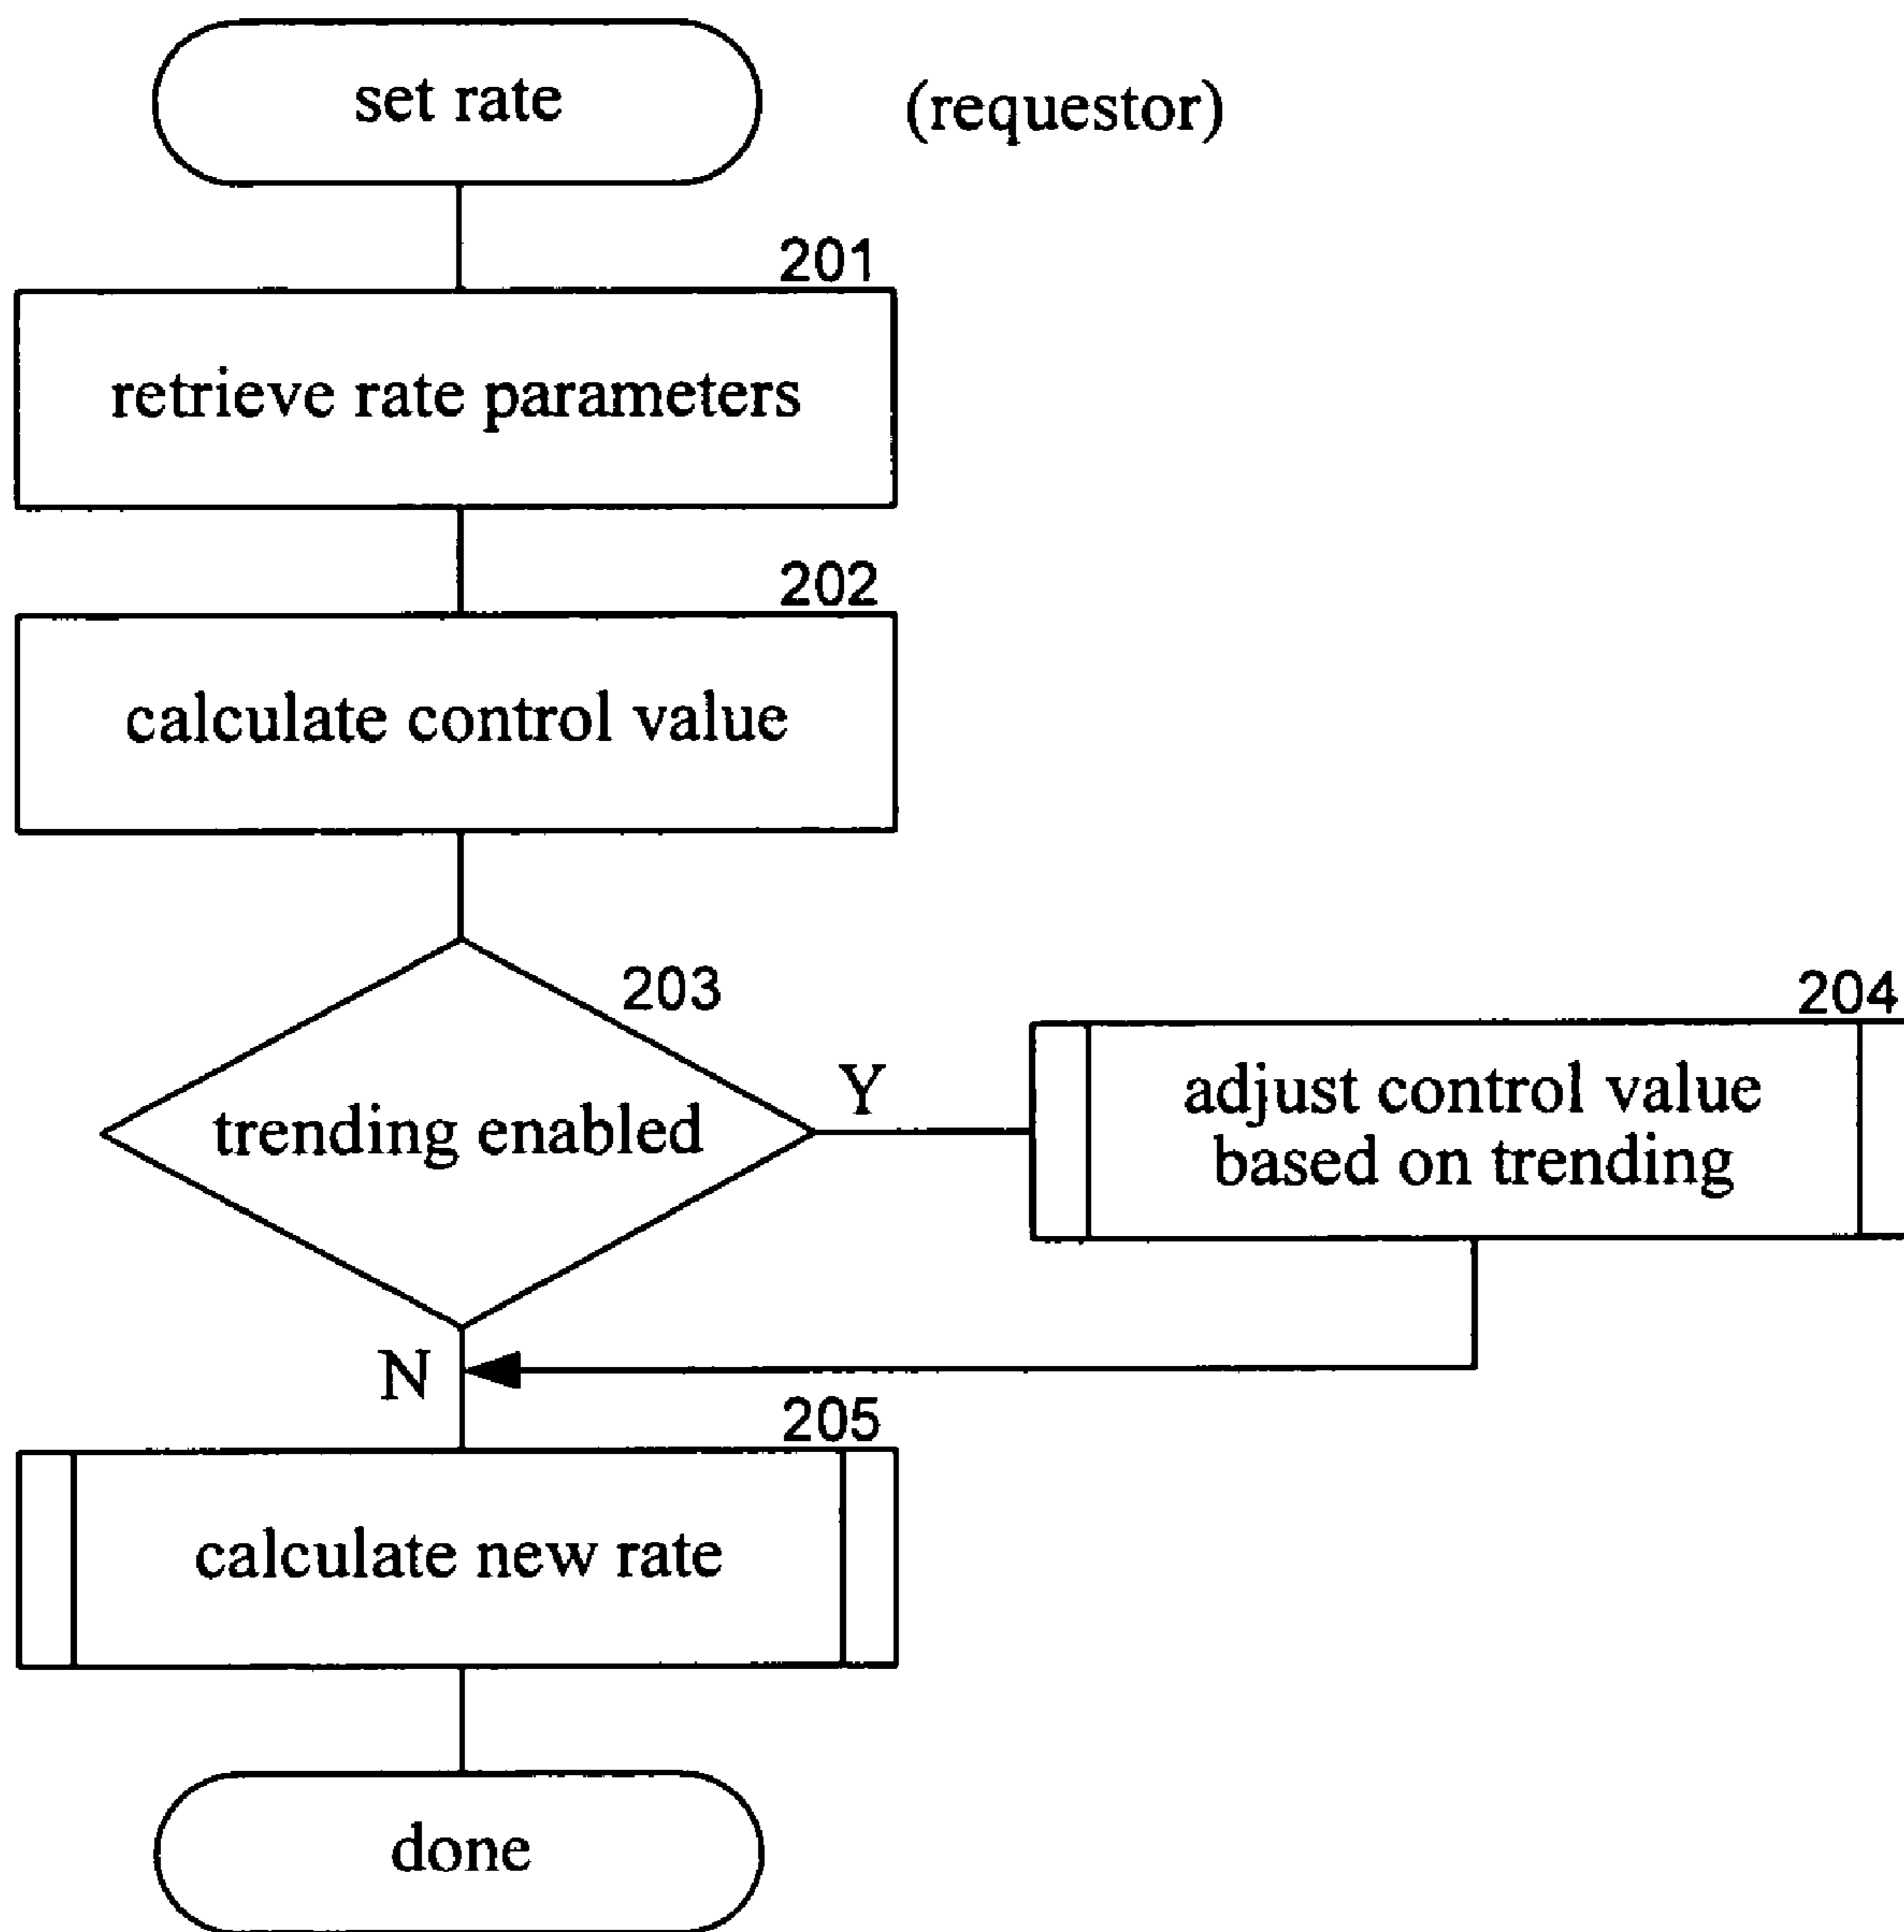 set rate
(requestor)
201
retrieve rate parameters
202
calculate control value
203
trending enabled
Y
204
adjust control value
based on trending
N
205
calculate new rate
done